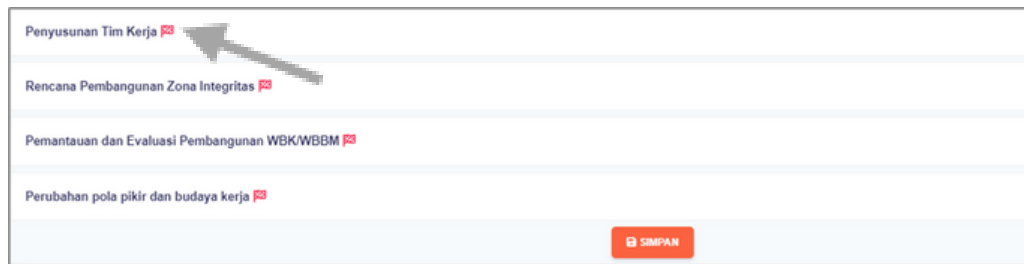 Penyusunan Tim Kerja
Rencana Pembangunan Zona Integritas
Pemantauan dan Evaluasi Pembangunan WBK/WBBM
Perubahan pola pikir dan budaya kerja
SIMPAN